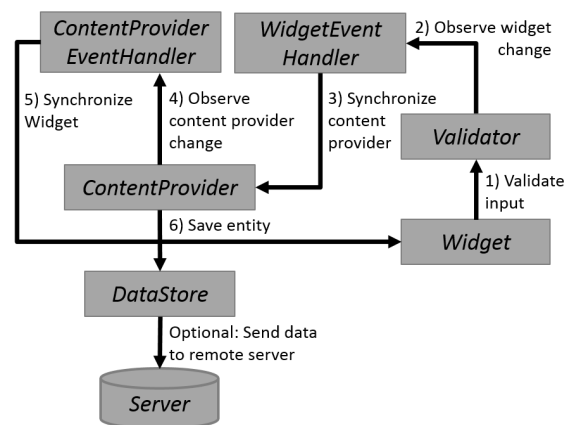 ContentProvider
EventHandler
WidgetEvent
Handler
2) Observe widget
change
5) Synchronize
Widget
4) Observe
content provider
change
3) Synchronize
content
provider
Validator
ContentProvider
1) Validate
input
6) Save entity
Widget
DataStore
Optional: Send data
to remote server
Server